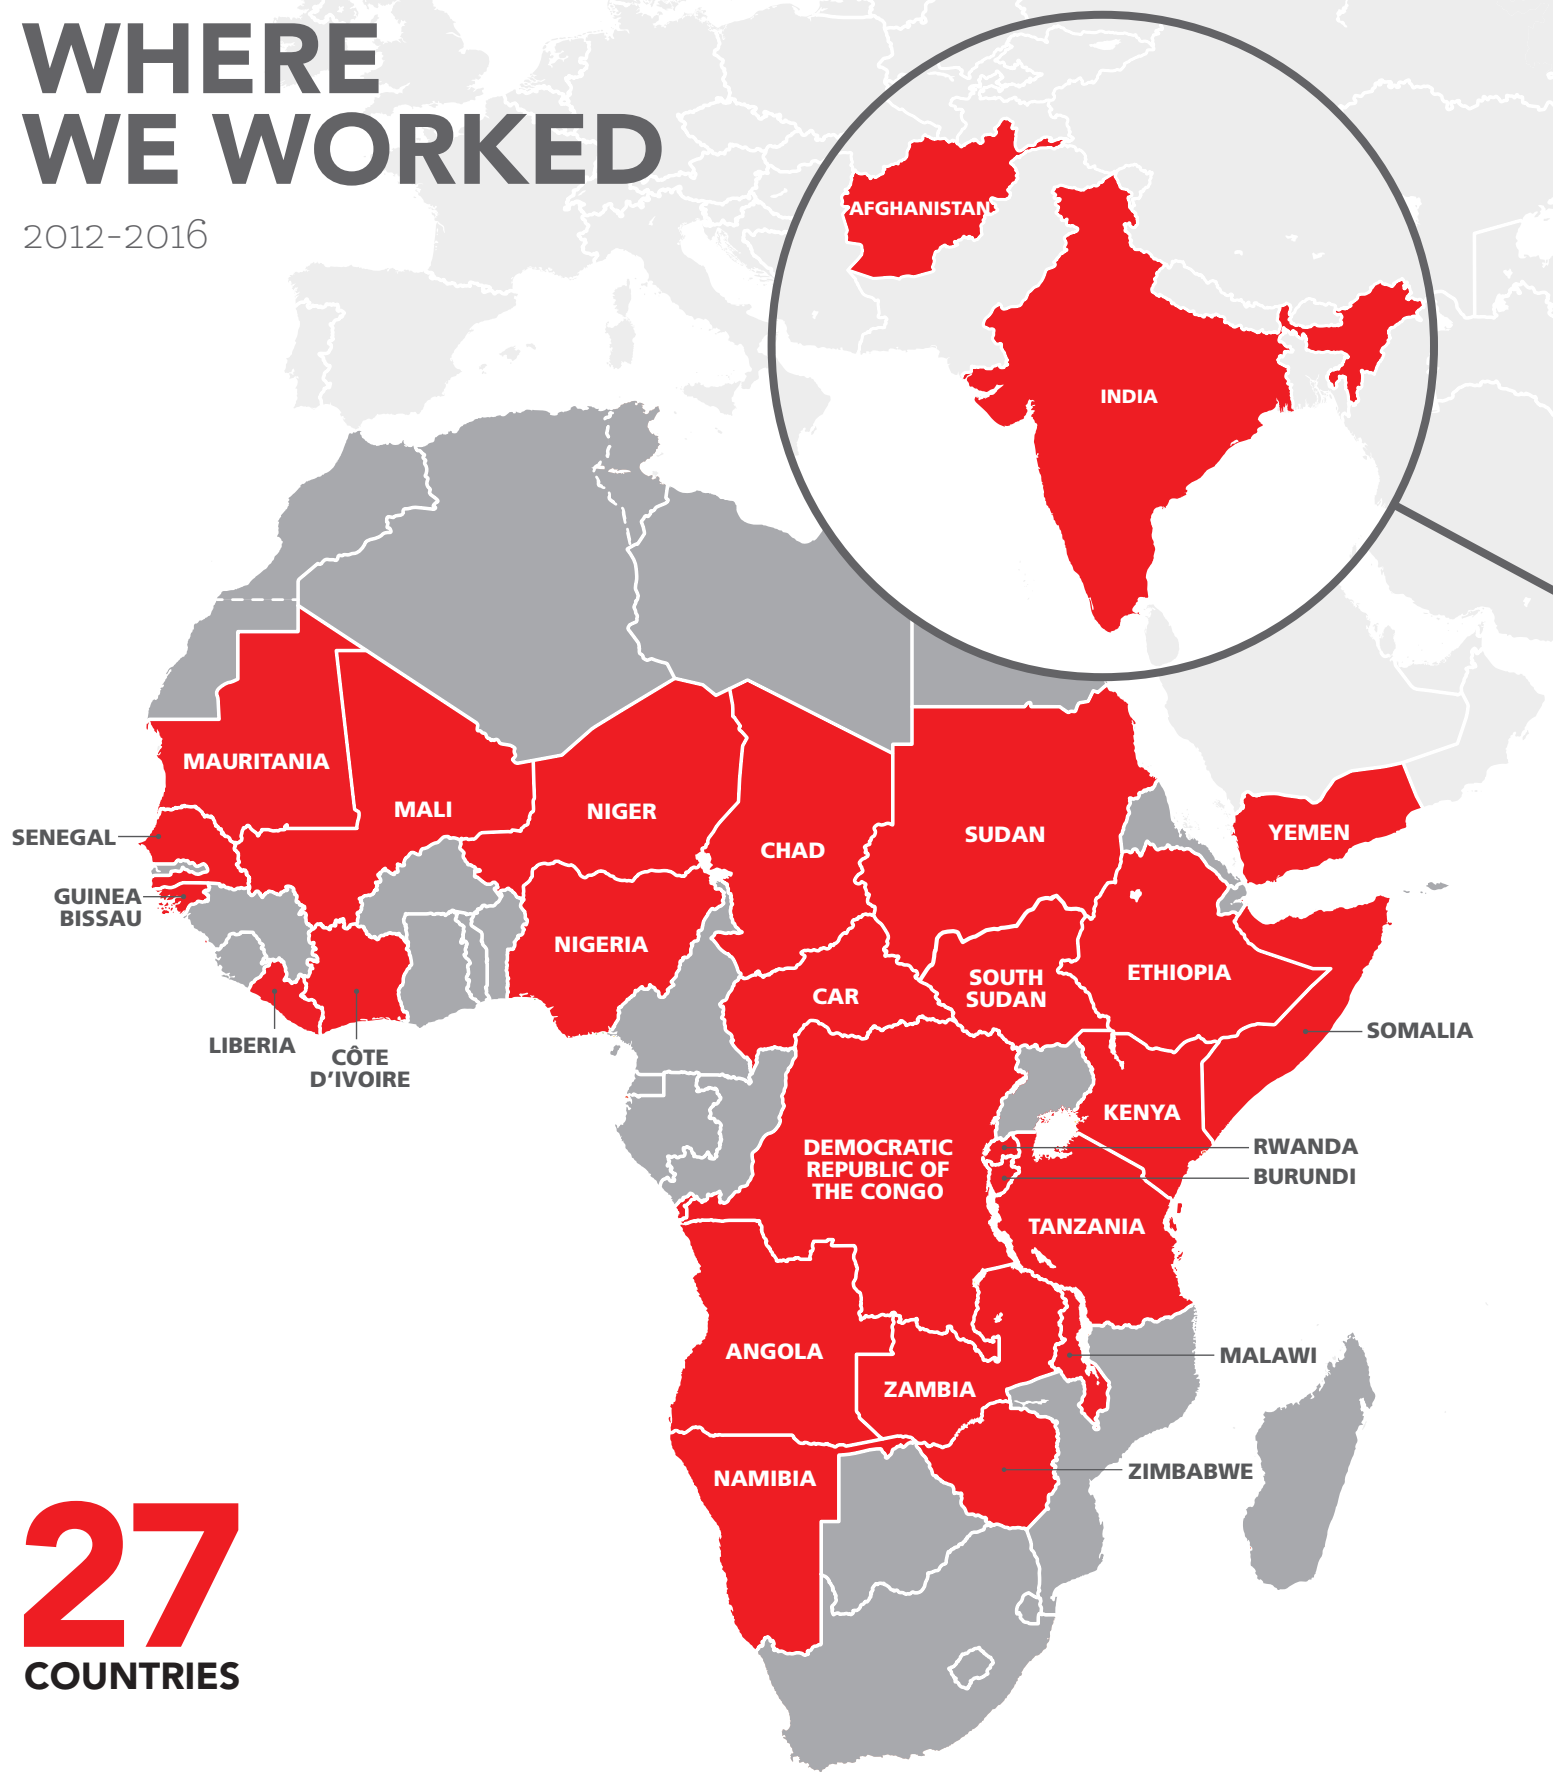 WHERE
WE WORKED
2012-2016
AFGHANISTAN
INDIA
MAURITANIA
MALI
NIGER
CHAD
SUDAN
YEMEN
SENEGAL
GUINEA
BISSAU
NIGERIA
CAR
SOUTH
SUDAN
ETHIOPIA
SOMALIA
LIBERIA
CÔTE
D'IVOIRE
KENYA
DEMOCRATIC
REPUBLIC OF
THE CONGO
RWANDA
BURUNDI
TANZANIA
ANGOLA
MALAWI
ZAMBIA
ZIMBABWE
NAMIBIA
27
COUNTRIES